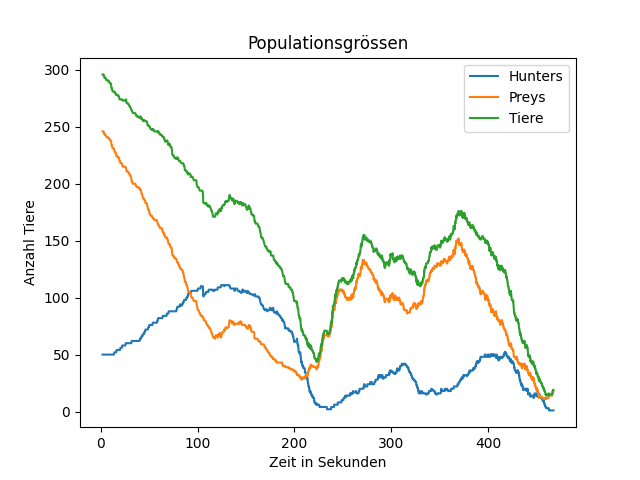 Populationsgrössen
Hunters
Preys
Tiere
Anzahl Tiere
300
250
200
150
100
50
0
0 100 200 300 400
Zeit in Sekunden